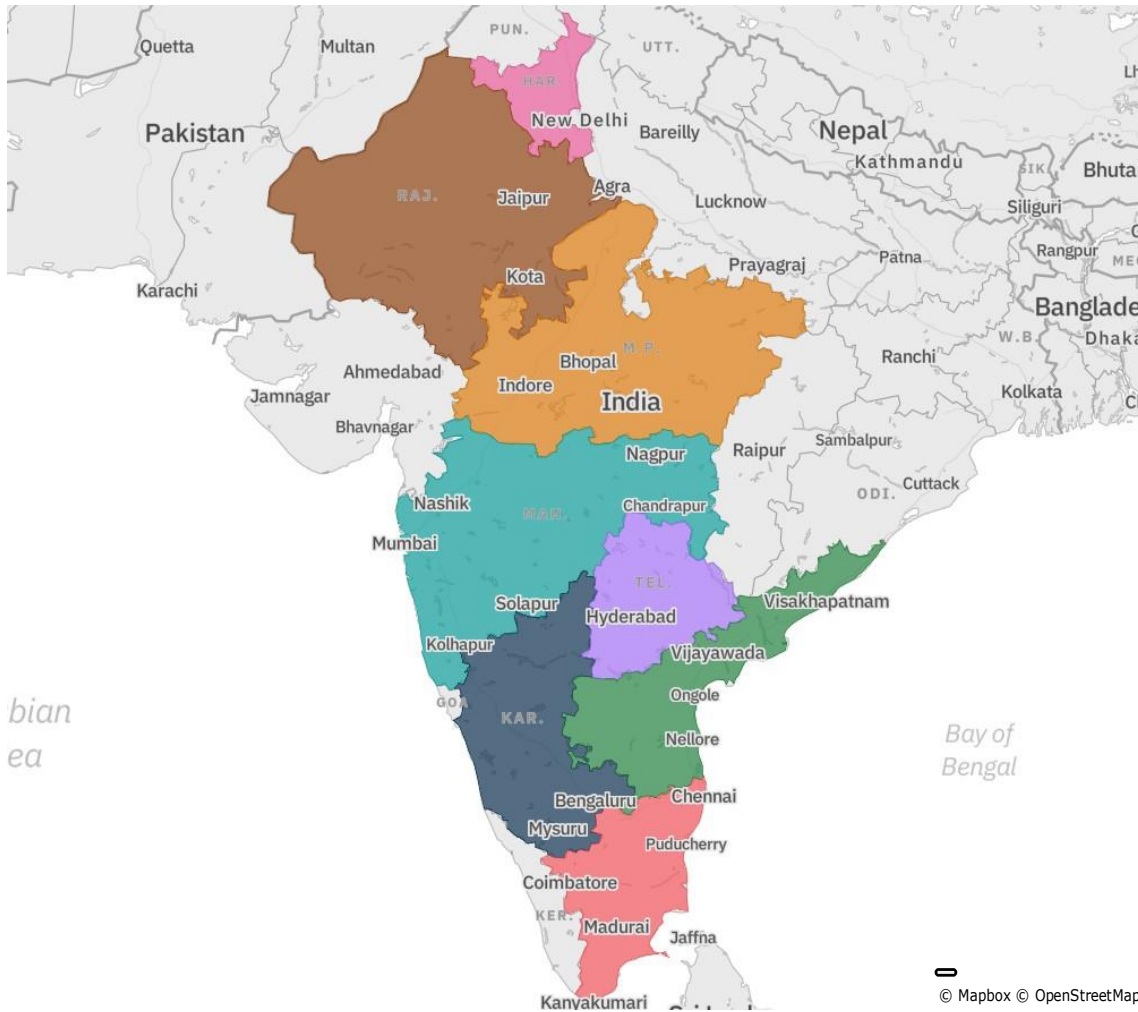 PUN.
UTT.
Quetta
Multan
HAR.
New Delhi
Pakistan
Bareilly
Nepal
Kathmandu
SIK.
Bhuta
Lh
RAJ.
Jaipur
Agra
Lucknow
Siliguri
Patna
Rangpur
ME
Karachi
Kota
Prayagraj
Banglade
Dhaka
W.B.
M.P.
Bhopal
Ranchi
Ahmedabad
Indore
India
Jamnagar
Kolkata
Bhavnagar
Sambalpur
Raipur
Nagpur
Cuttack
ODI.
Nashik
MAH.
Chandrapur
Mumbai
TEL.
Solapur
Hyderabad
Visakhapatnam
Kolhapur
Vijayawada
GOA
Ongole
KAR.
bian
ea
Nellore
Bay of
Bengal
Bengaluru
Chennai
Mysuru
Puducherry
Coimbatore
KER.
Madurai
Jaffna
Kanyakumari
© Mapbox © OpenStreetMap